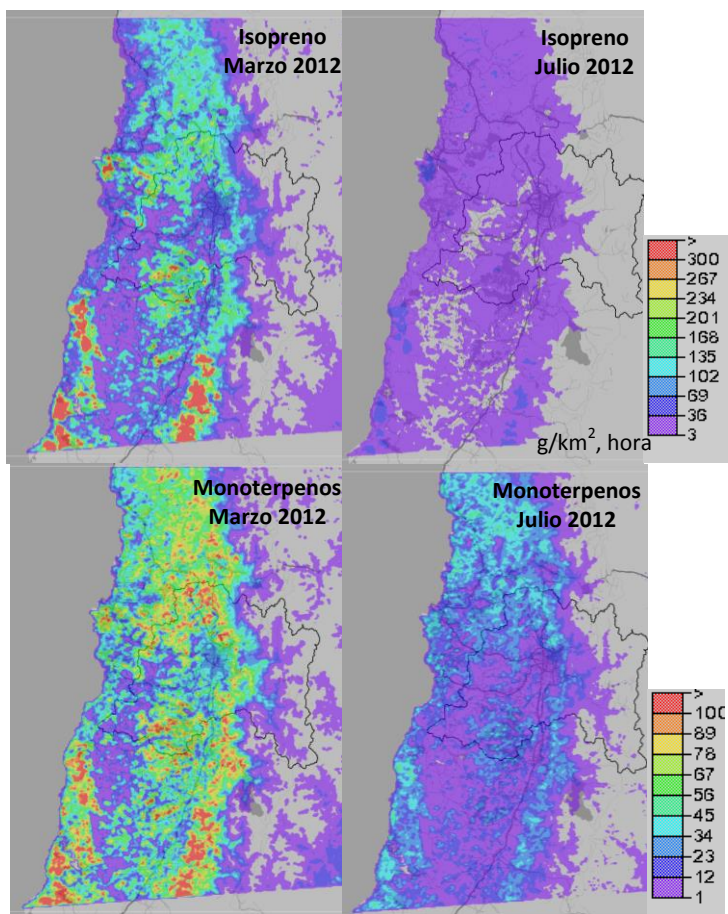 Isopreno
Marzo 2012
Isopreno
Julio 2012
>
300
267
234
201
168
135
102
69
36
3
g/km², hora
Monoterpenos
Marzo 2012
Monoterpenos
Julio 2012
>
100
89
78
67
56
45
34
23
12
1